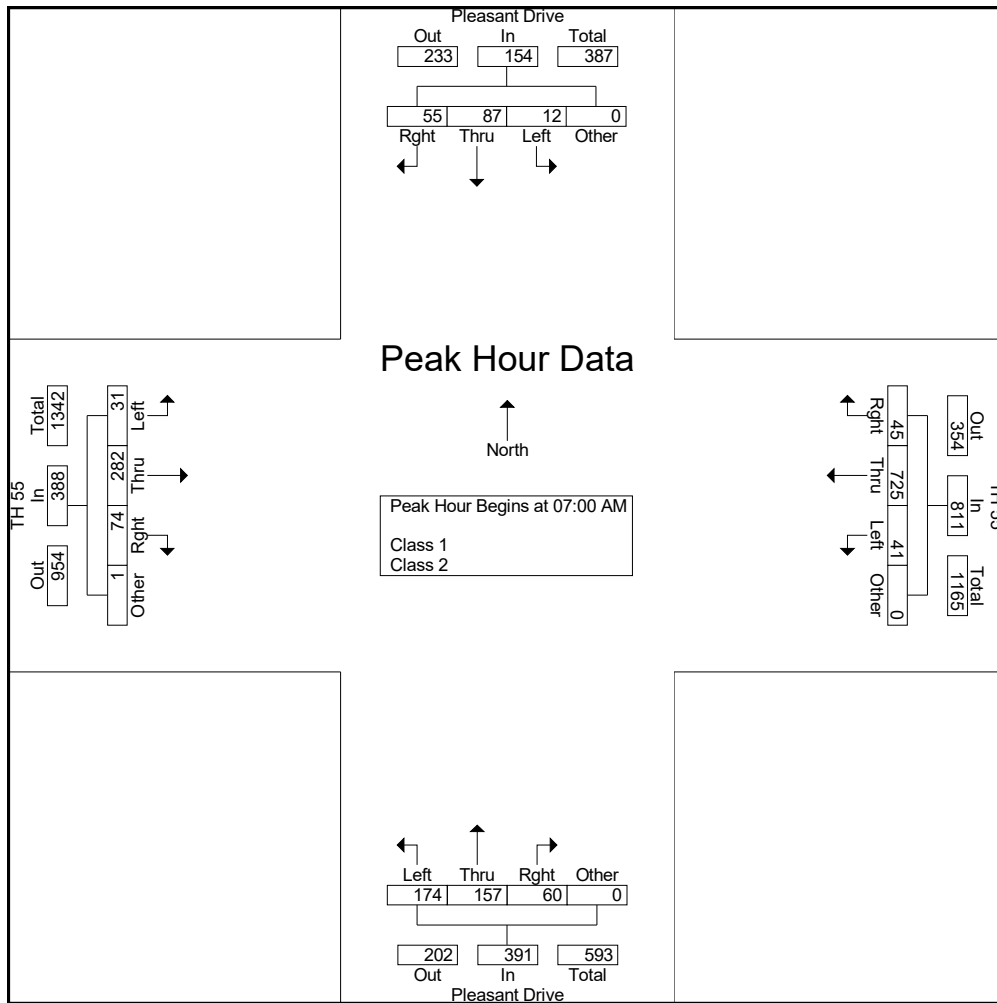 Pleasant Drive
Out In Total
233 154 387
55 87 12 0
Rght Thru Left Other
Peak Hour Data
North
Peak Hour Begins at 07:00 AM
Class 1
Class 2
TH 55
Out In Total
954 388 1342
Left Thru Rght Other
31 282 74 1
Out In Total
354 811 1165
Rght Thru Left Other
45 725 41 0
Left Thru Rght Other
174 157 60 0
202 391 593
Out In Total
Pleasant Drive